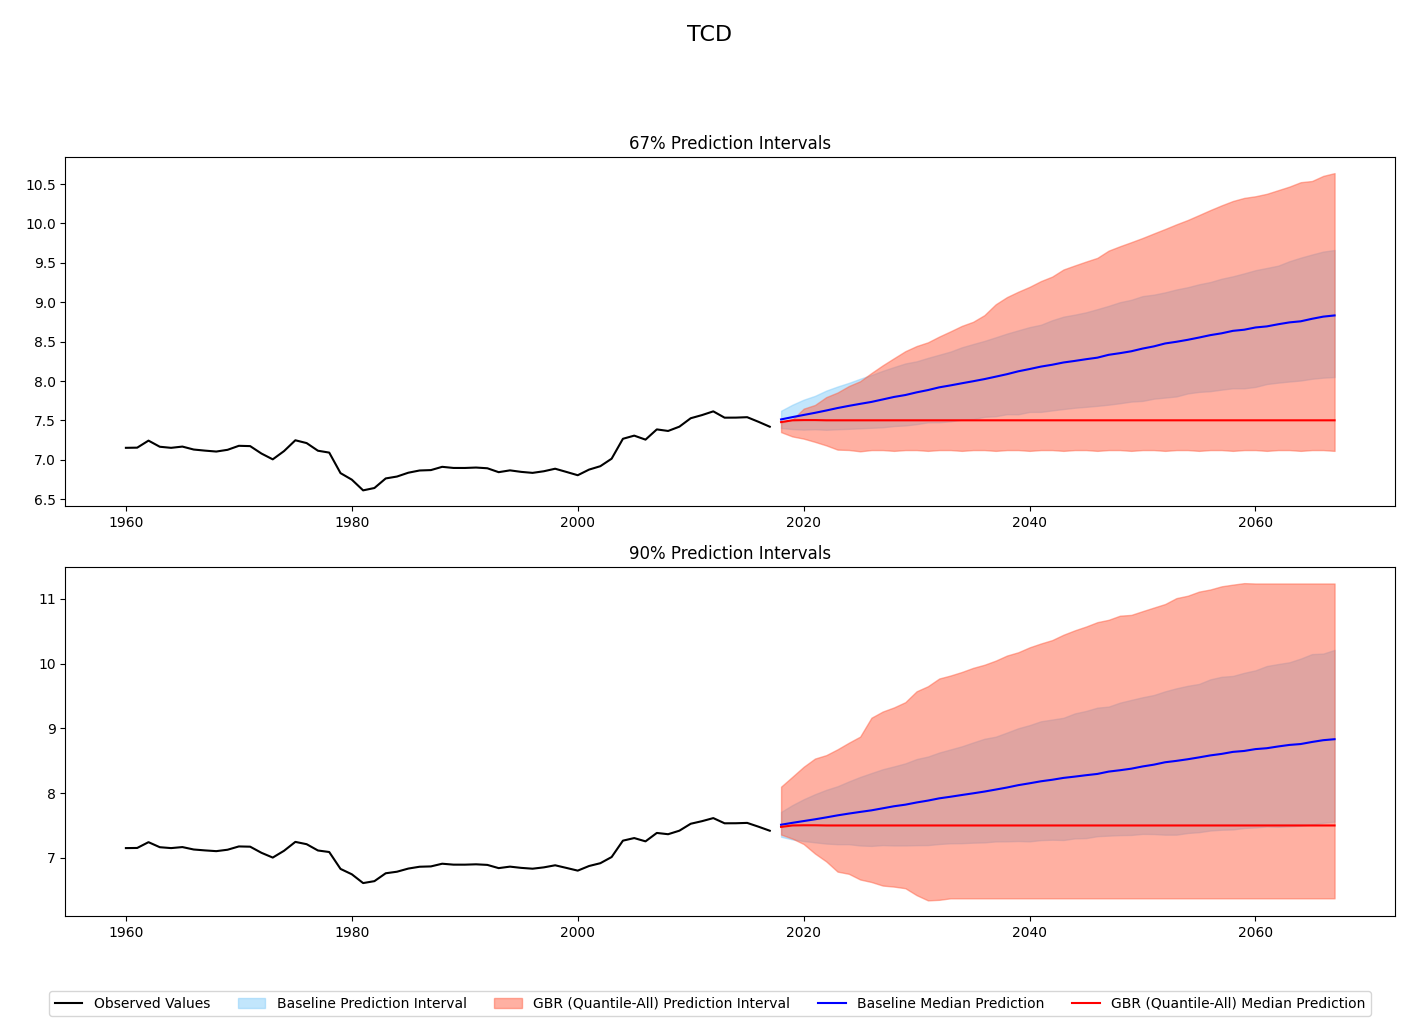 TCD
67% Prediction Intervals
10.5
10.0
9.5
9.0
8.5
8.0
7.5
7.0
6.5
1960 1980 2000 2020 2040 2060
90% Prediction Intervals
11
10
9
8
7
1960 1980 2000 2020 2040 2060
Observed Values Baseline Prediction Interval GBR (Quantile-All) Prediction Interval Baseline Median Prediction GBR (Quantile-All) Median Prediction